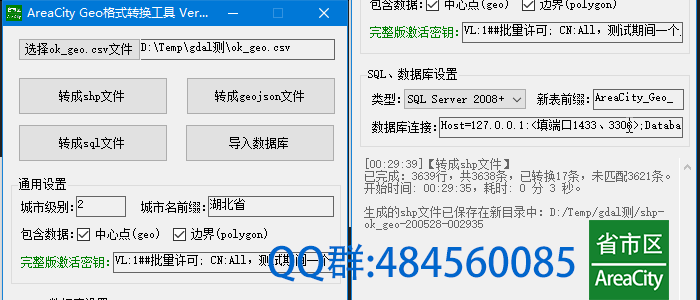 AreaCity Geo格式转换工具 Ver...
选择ok_geo.csv文件
D:\Temp\gdal测\ok_geo.csv
转成shp文件
转成geojson文件
转成sql文件
导入数据库
通用设置
城市级别:
2
城市名前缀:
湖北省
包含数据:
中心点(geo)
边界(polygon)
完整版激活密钥:
VL:1##批量许可; CN:All, 测试期间一个
包含数据:
中心点(geo)
边界(polygon)
完整版激活密钥:
VL:1##批量许可; CN:All, 测试期间一个
SQL、数据库设置
类型:
SQL Server 2008+
新表前缀:
AreaCity_Geo_
数据库连接:
Host=127.0.0.1:<填端口1433、3306>;Databa
[00:29:39]【转成shp文件】
已完成: 3639行, 共3638条, 已转换17条, 未匹配3621条。
开始时间: 00:29:35, 耗时: 0 分 3 秒。
生成的shp文件已保存在新目录中: D:/Temp/gdal测/shp-
ok_geo-200528-002935
QQ群:484560085
省市区
AreaCity